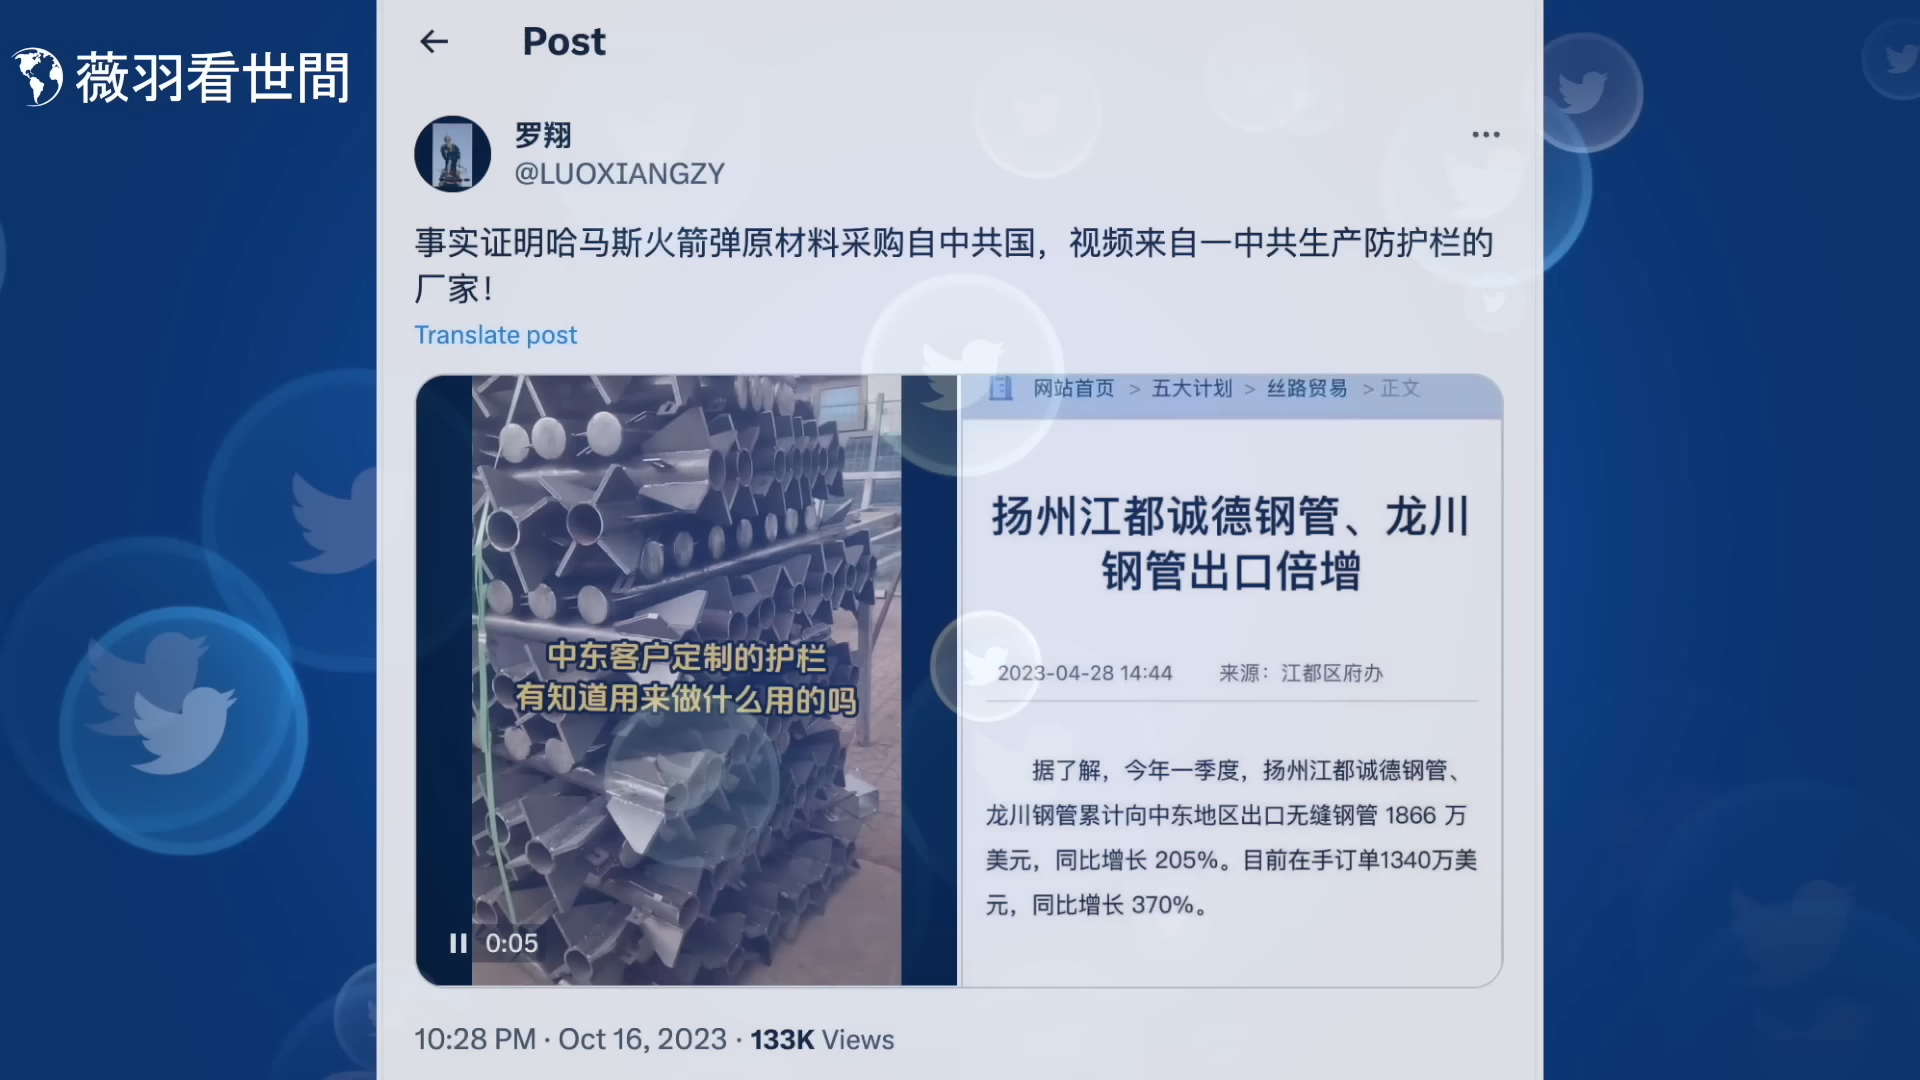 薇羽看世間
Post
罗翔
@LUOXIANGZY
事实证明哈马斯火箭弹原材料采购自中共国，视频来自一中共生产防护栏的
厂家！
Translate post
中东客户定制的护栏
有知道用来做什么用的吗
0:05
网站首页 > 五大计划 > 丝路贸易 > 正文
扬州江都诚德钢管、龙川
钢管出口倍增
2023-04-28 14:44 来源：江都区府办
据了解，今年一季度，扬州江都诚德钢管、
龙川钢管累计向中东地区出口无缝钢管 1866 万
美元，同比增长 205%。目前在手订单1340万美
元，同比增长 370%。
10:28 PM · Oct 16, 2023 · 133K Views